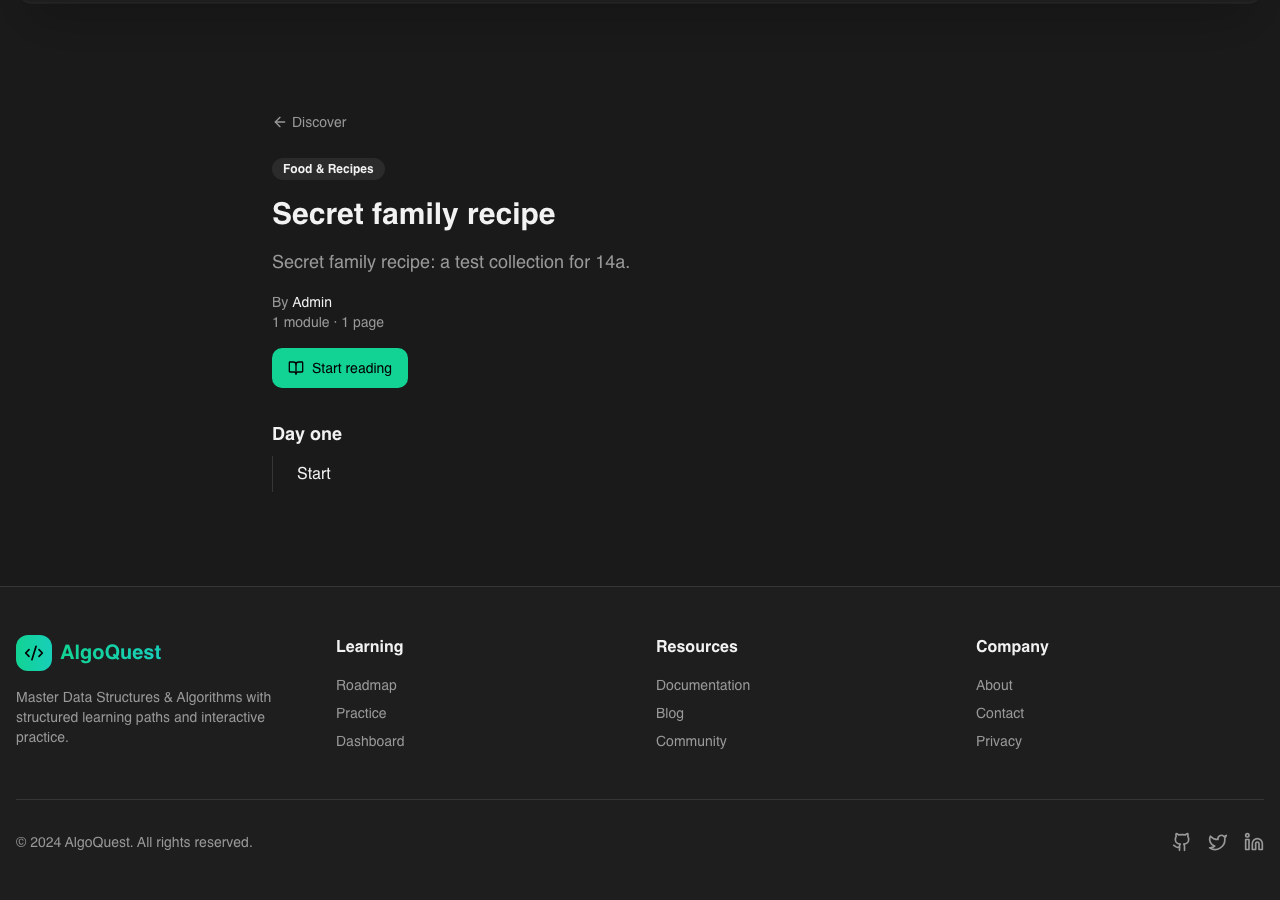 Discover
Food & Recipes
Secret family recipe
Secret family recipe: a test collection for 14a.
By Admin
1 module · 1 page
Start reading
Day one
Start
AlgoQuest
Master Data Structures & Algorithms with
structured learning paths and interactive
practice.
Learning
Roadmap
Practice
Dashboard
Resources
Documentation
Blog
Community
Company
About
Contact
Privacy
© 2024 AlgoQuest. All rights reserved.